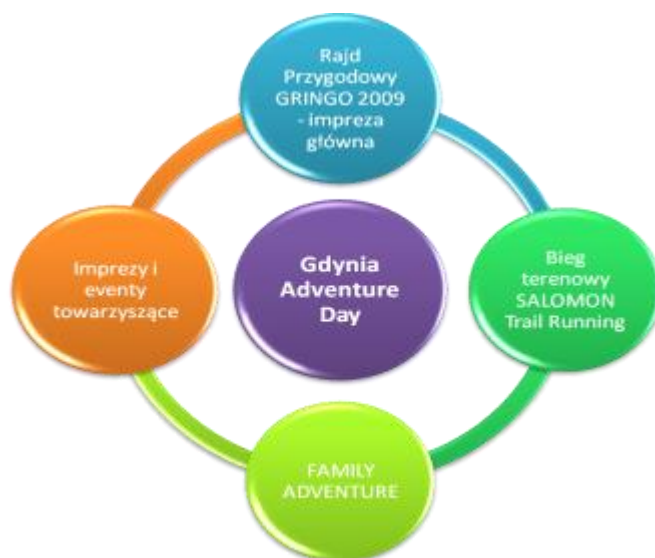 Rajd
Przygodowy
GRINGO 2009
- impreza
główna
Imprezy i
eventy
towarzyszące
Gdynia
Adventure
Day
Bieg
terenowy
SALOMON
Trail Running
FAMILY
ADVENTURE